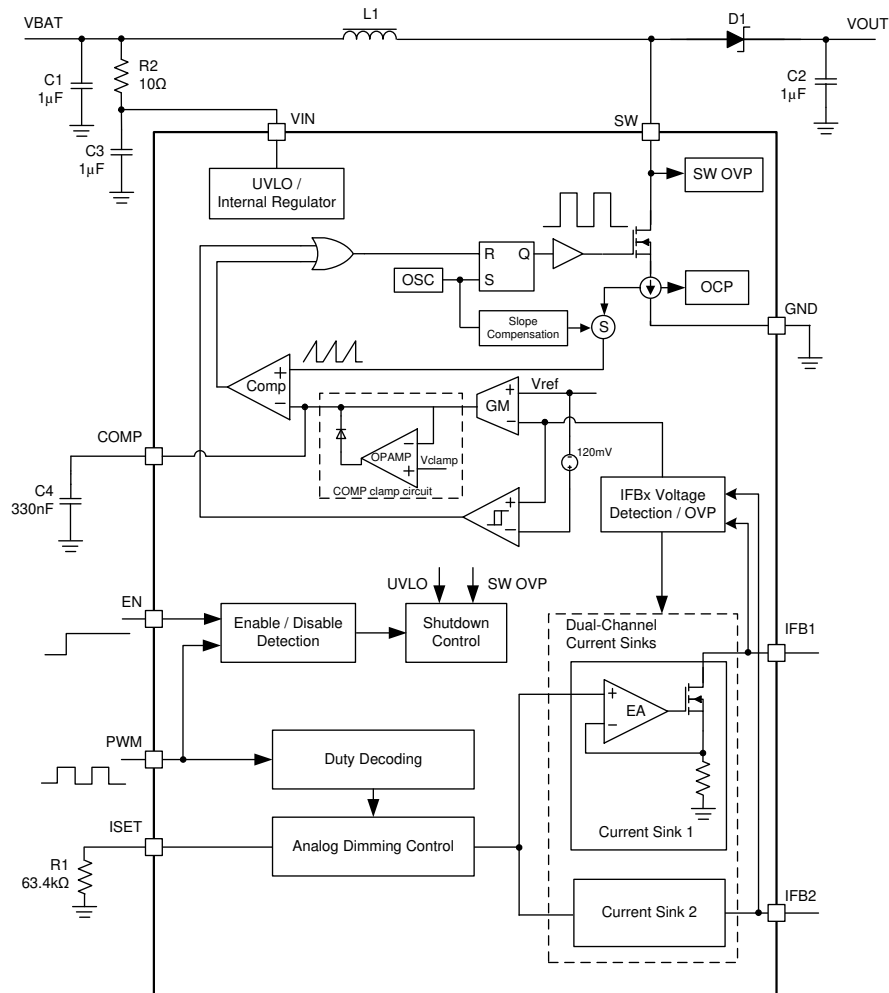 VBAT
L1
D1
VOUT
R2
10Ω
C1
1μF
C2
1μF
VIN
SW
C3
1μF
UVLO /
Internal Regulator
SW OVP
R
Q
S
OSC
OCP
GND
Slope
Compensation
S
Comp
+
−
GM
+
−
Vref
COMP
OPAMP
−
+
Vclamp
COMP clamp circuit
120mV
+
−
C4
330nF
+
−
IFBx Voltage
Detection / OVP
UVLO
SW OVP
EN
Enable / Disable
Detection
Shutdown
Control
Dual-Channel
Current Sinks
IFB1
+
EA
−
PWM
Duty Decoding
ISET
Analog Dimming Control
Current Sink 1
R1
63.4kΩ
Current Sink 2
IFB2